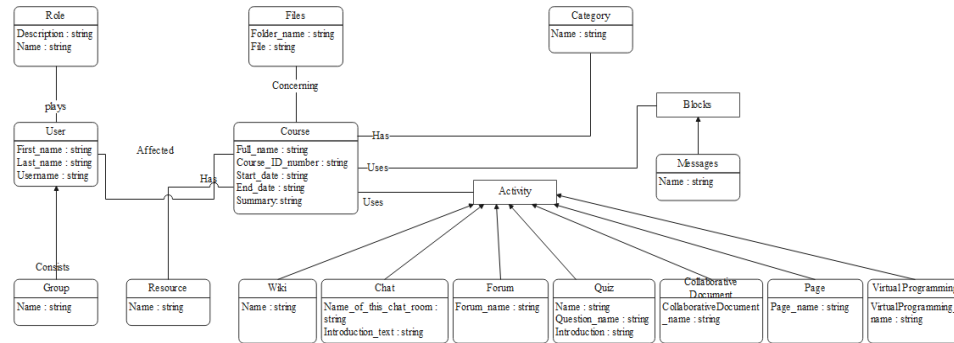 Role
Description : string
Name : string
Files
Folder_name : string
File : string
Category
Name : string
plays
Concerning
User
First_name : string
Last_name : string
Username : string
Affected
Has
Course
Full_name : string
Course_ID_number : string
Start_date : string
End_date : string
Summary: string
Has
Uses
Uses
Blocks
Messages
Name : string
Activity
Consists
Group
Name : string
Resource
Name : string
Wiki
Name : string
Chat
Name_of_this_chat_room :
string
Introduction_text : string
Forum
Forum_name : string
Quiz
Name : string
Question_name : string
Introduction : string
Collaborative
Document
CollaborativeDocument
_name : string
Page
Page_name : string
Virtual Programming
VirtualProgramming_
name : string